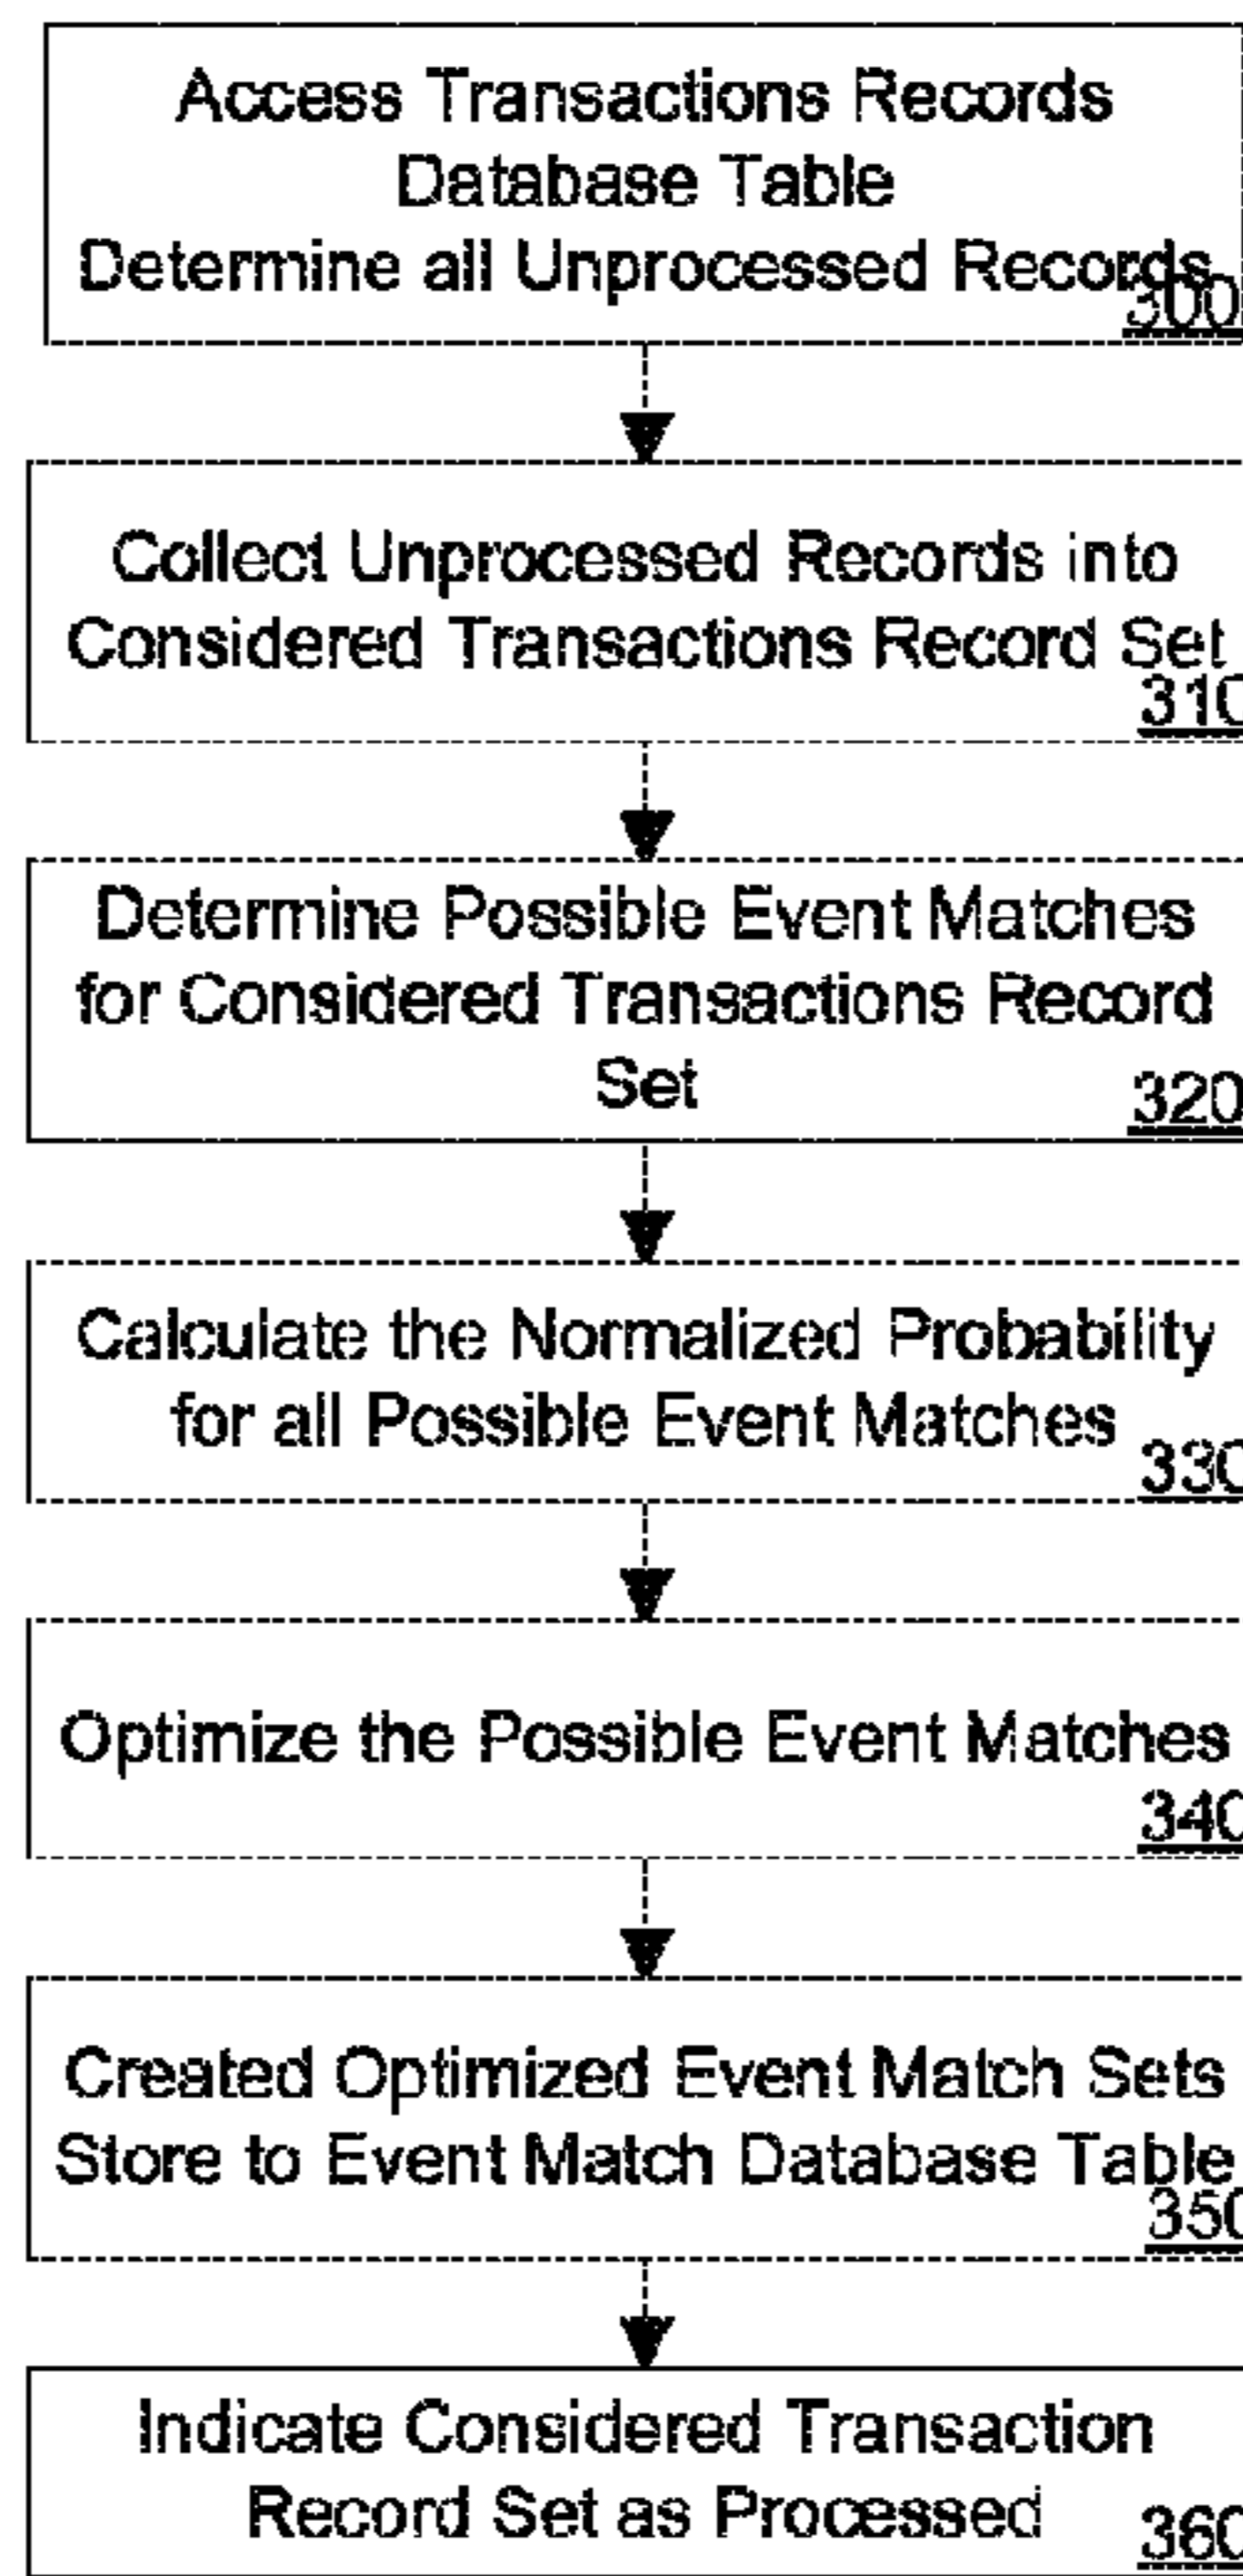 Access Transactions Records
Database Table
Determine all Unprocessed Records
300
Collect Unprocessed Records into
Considered Transactions Record Set
310
Determine Possible Event Matches
for Considered Transactions Record
Set
320
Calculate the Normalized Probability
for all Possible Event Matches
330
Optimize the Possible Event Matches
340
Created Optimized Event Match Sets
Store to Event Match Database Table
350
Indicate Considered Transaction
Record Set as Processed
360